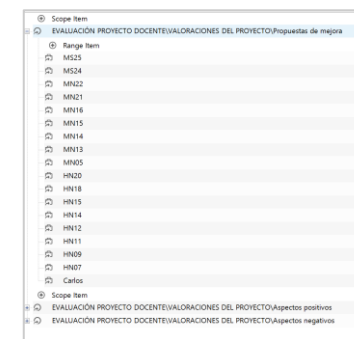 Scope Item
EVALUACIÓN PROYECTO DOCENTE\VALORACIONES DEL PROYECTO\Propuestas de mejora
Range Item
MS25
MS24
MN22
MN21
MN16
MN15
MN14
MN13
MN05
HN20
HN18
HN15
HN14
HN12
HN11
HN09
HN07
Carlos
Scope Item
EVALUACIÓN PROYECTO DOCENTE\VALORACIONES DEL PROYECTO\Aspectos positivos
EVALUACIÓN PROYECTO DOCENTE\VALORACIONES DEL PROYECTO\Aspectos negativos